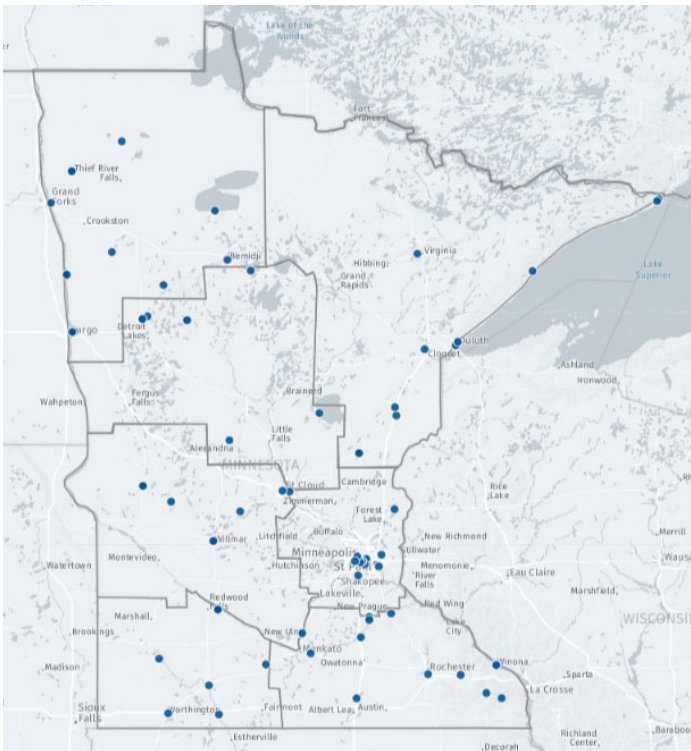 Lake of the
Woods
Fort
Frances
Thief River
Falls
Grand
Forks
Crookston
Bemidji
Virginia
Hibbing
Grand
Rapids
Lake
Superior
Fargo
Detroit
Lakes
Duluth
Cloquet
Ashland
Ironwood
Wahpeton
Fergus
Falls
Brainerd
Little
Falls
Alexandria
MINNESOTA
St Cloud
Zimmerman
Cambridge
Rice
Lake
Forest
Lake
Buffalo
New Richmond
Merrill
Willmar
Litchfield
Minneapolis
Stillwater
Montevideo
Hutchinson
St Paul
Menomonie
River
Falls
Eau Claire
Watertown
Wausa
Shakopee
Lakeville
Marshfield
Redwood
Falls
New Prague
Red Wing
Marshall
WISCONSIN
Brookings
New Ulm
Lake
City
Madison
Mankato
Owatonna
Rochester
Winona
Sparta
La Crosse
Sioux
Falls
Worthington
Fairmont
Albert Lea
Austin
Richland
Center
Baraboo
Estherville
Decorah